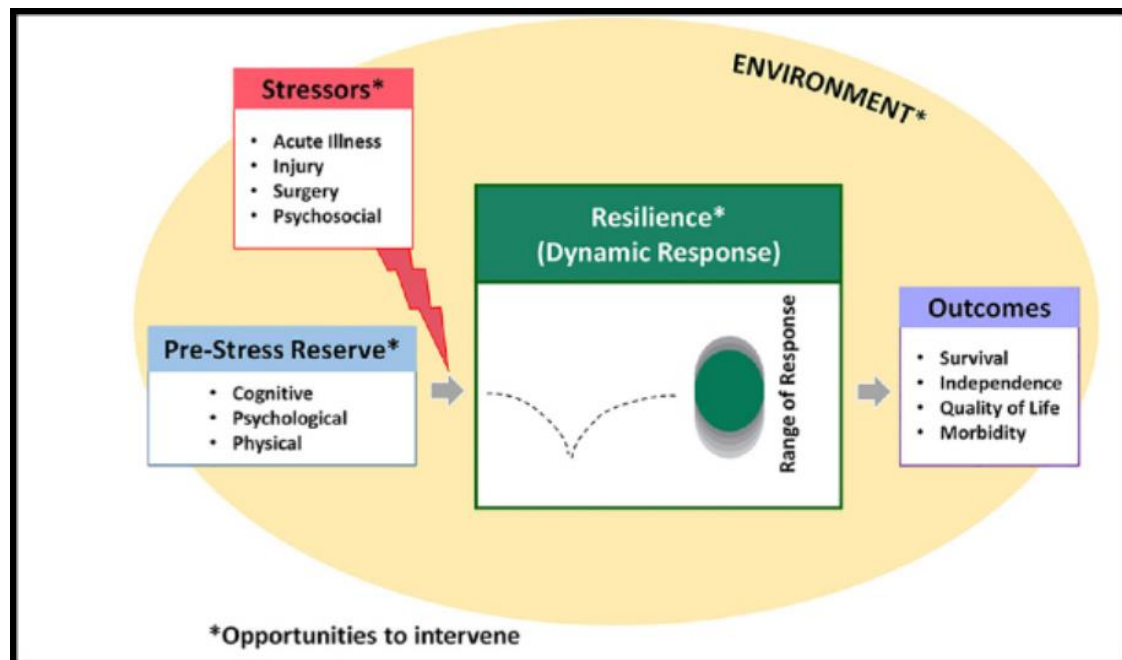 ENVIRONMENT*
Stressors*
• Acute Illness
• Injury
• Surgery
• Psychosocial
Pre-Stress Reserve*
• Cognitive
• Psychological
• Physical
Resilience*
(Dynamic Response)
Range of Response
Outcomes
• Survival
• Independence
• Quality of Life
• Morbidity
*Opportunities to intervene